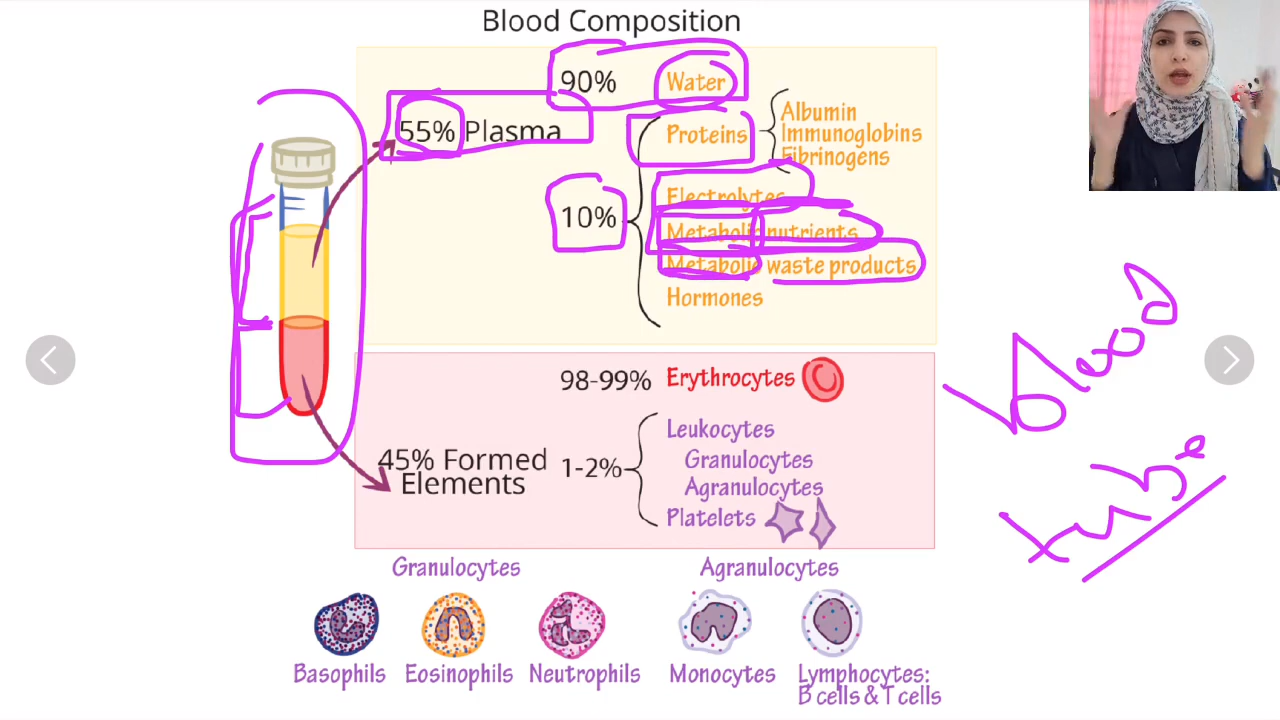 Blood Composition
90% Water
55% Plasma
Proteins
Albumin
Immunoglobins
Fibrinogens
10%
Electrolytes
Metabolic nutrients
Metabolic waste products
Hormones
98-99% Erythrocytes
45% Formed
Elements
1-2%
Leukocytes
Granulocytes
Agranulocytes
Platelets
Granulocytes
Agranulocytes
Basophils
Eosinophils
Neutrophils
Monocytes
Lymphocytes:
B cells & T cells
blood
tube